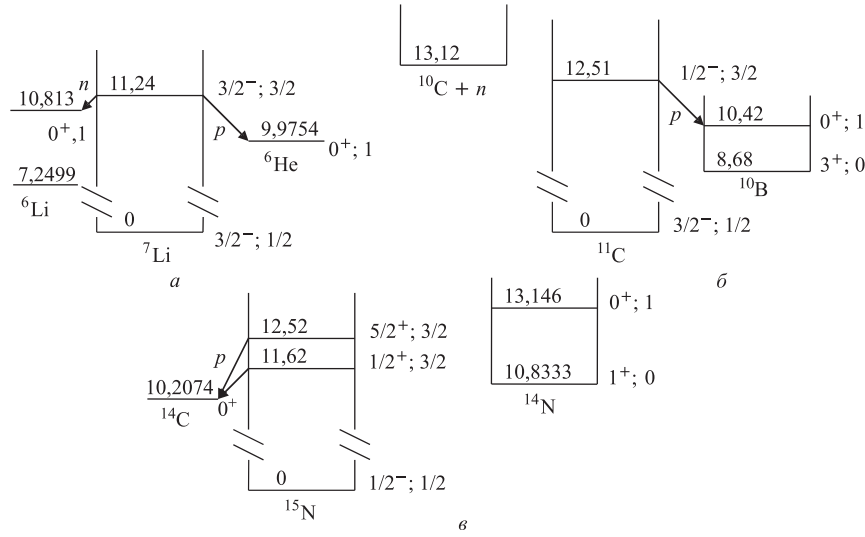 n
11,24
3/2⁻; 3/2
10,813
0⁺,1
p
9,9754
⁶He
0⁺; 1
7,2499
⁶Li
0
⁷Li
3/2⁻; 1/2
а
13,12
¹⁰C + n
12,51
1/2⁻; 3/2
p
10,42
0⁺; 1
8,68
3⁺; 0
¹⁰B
0
¹¹C
3/2⁻; 1/2
б
12,52
5/2⁺; 3/2
p
11,62
1/2⁺; 3/2
10,2074
¹⁴C
0⁺
0
¹⁵N
1/2⁻; 1/2
13,146
0⁺; 1
10,8333
1⁺; 0
¹⁴N
в